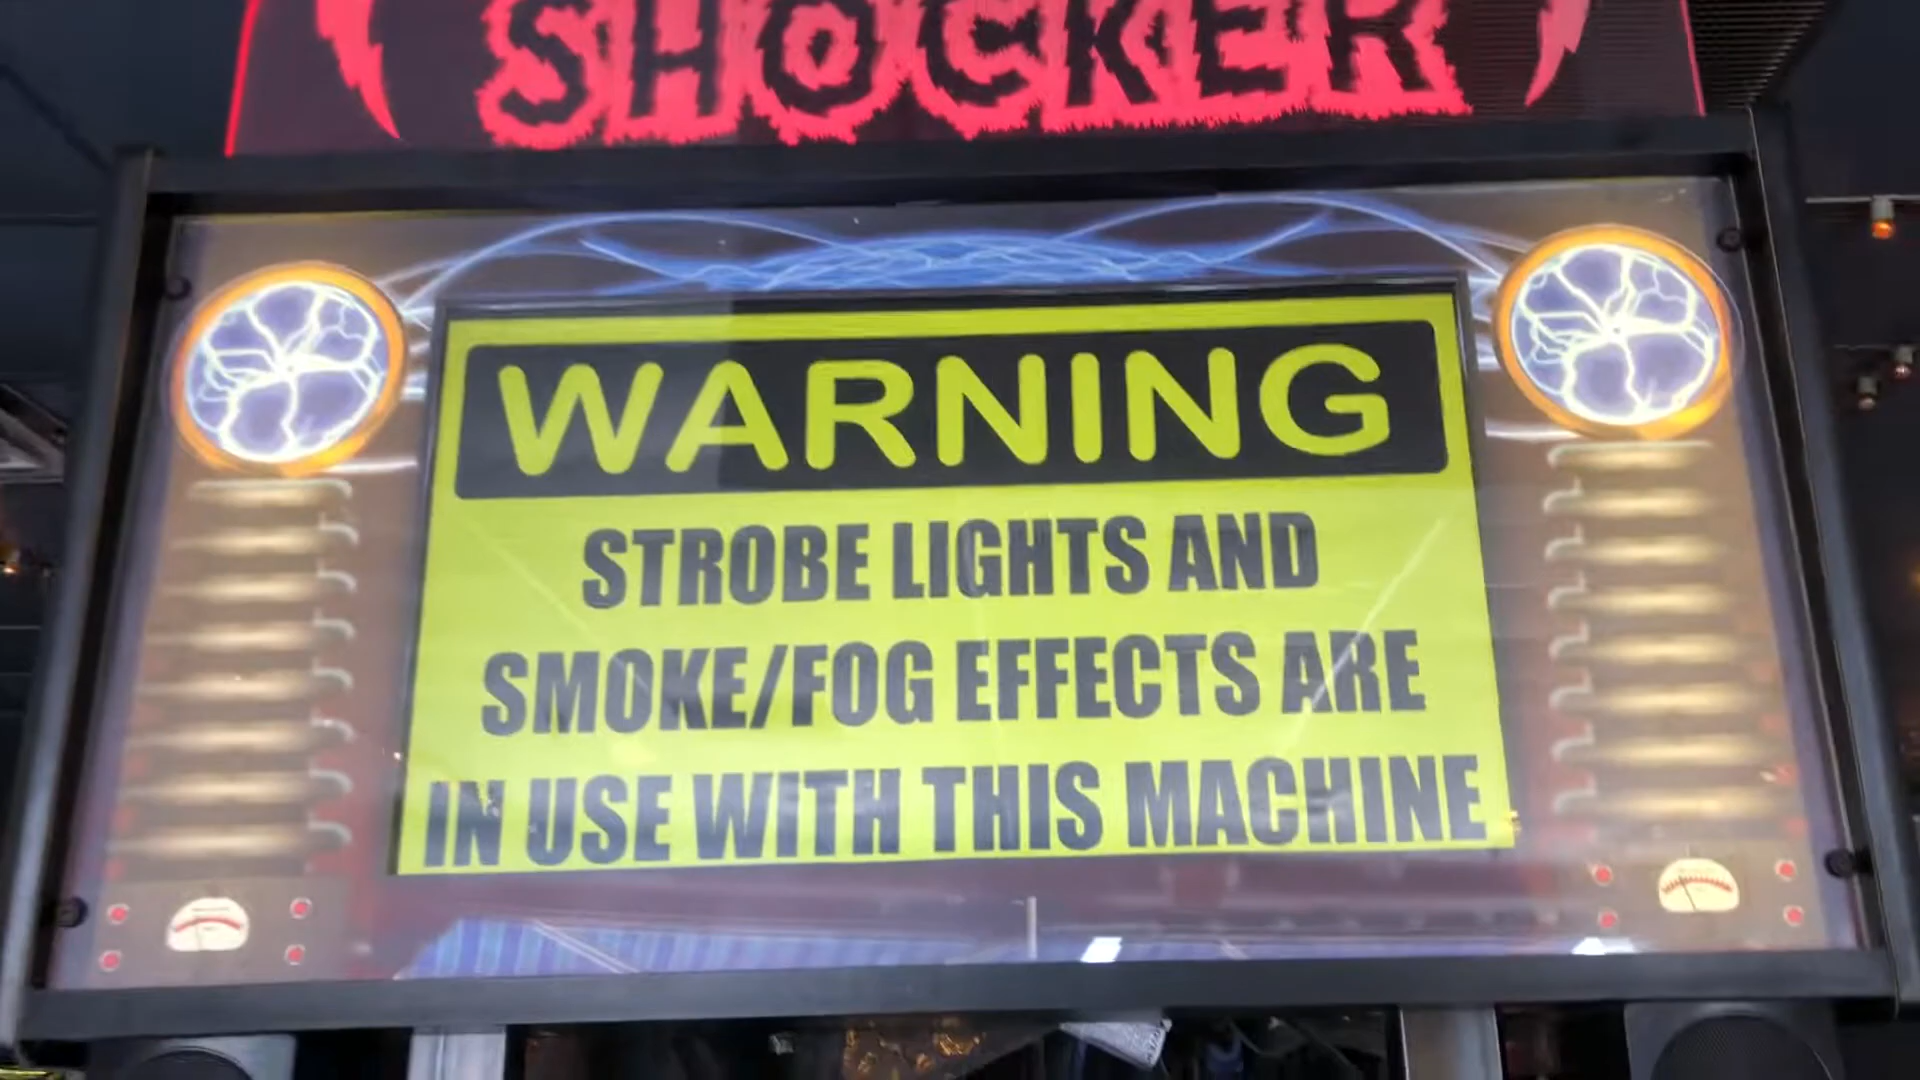 SHOCKER
WARNING
STROBE LIGHTS AND
SMOKE/FOG EFFECTS ARE
IN USE WITH THIS MACHINE